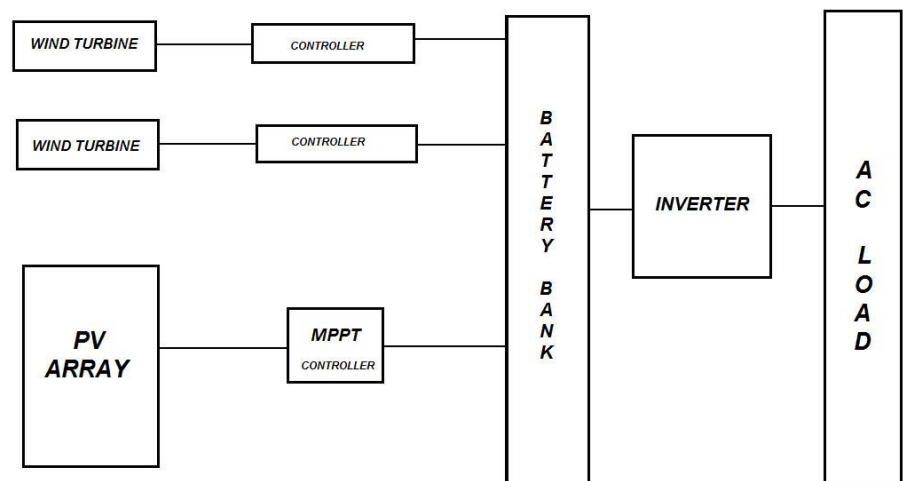 WIND TURBINE
CONTROLLER
WIND TURBINE
CONTROLLER
PV
ARRAY
MPPT
CONTROLLER
B
A
T
T
E
R
Y
B
A
N
K
INVERTER
A
C
L
O
A
D